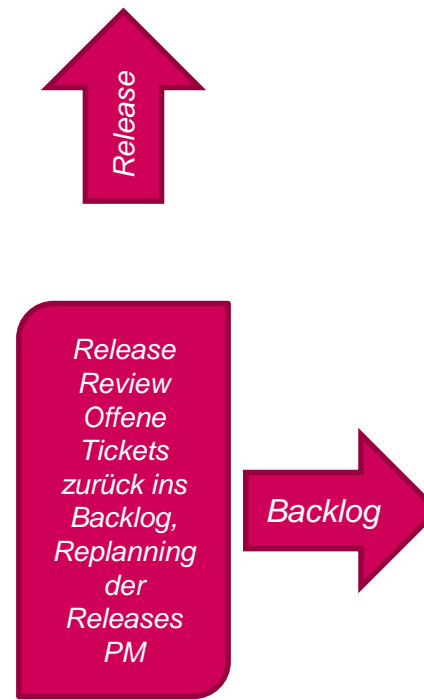 Release
Release
Review
Offene
Tickets
zurück ins
Backlog,
Replanning
der
Releases
PM
Backlog